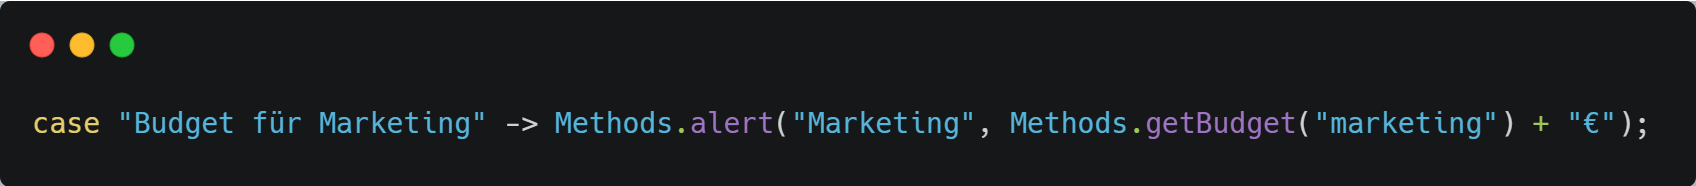 case "Budget für Marketing" -> Methods.alert("Marketing", Methods.getBudget("marketing") + "€");